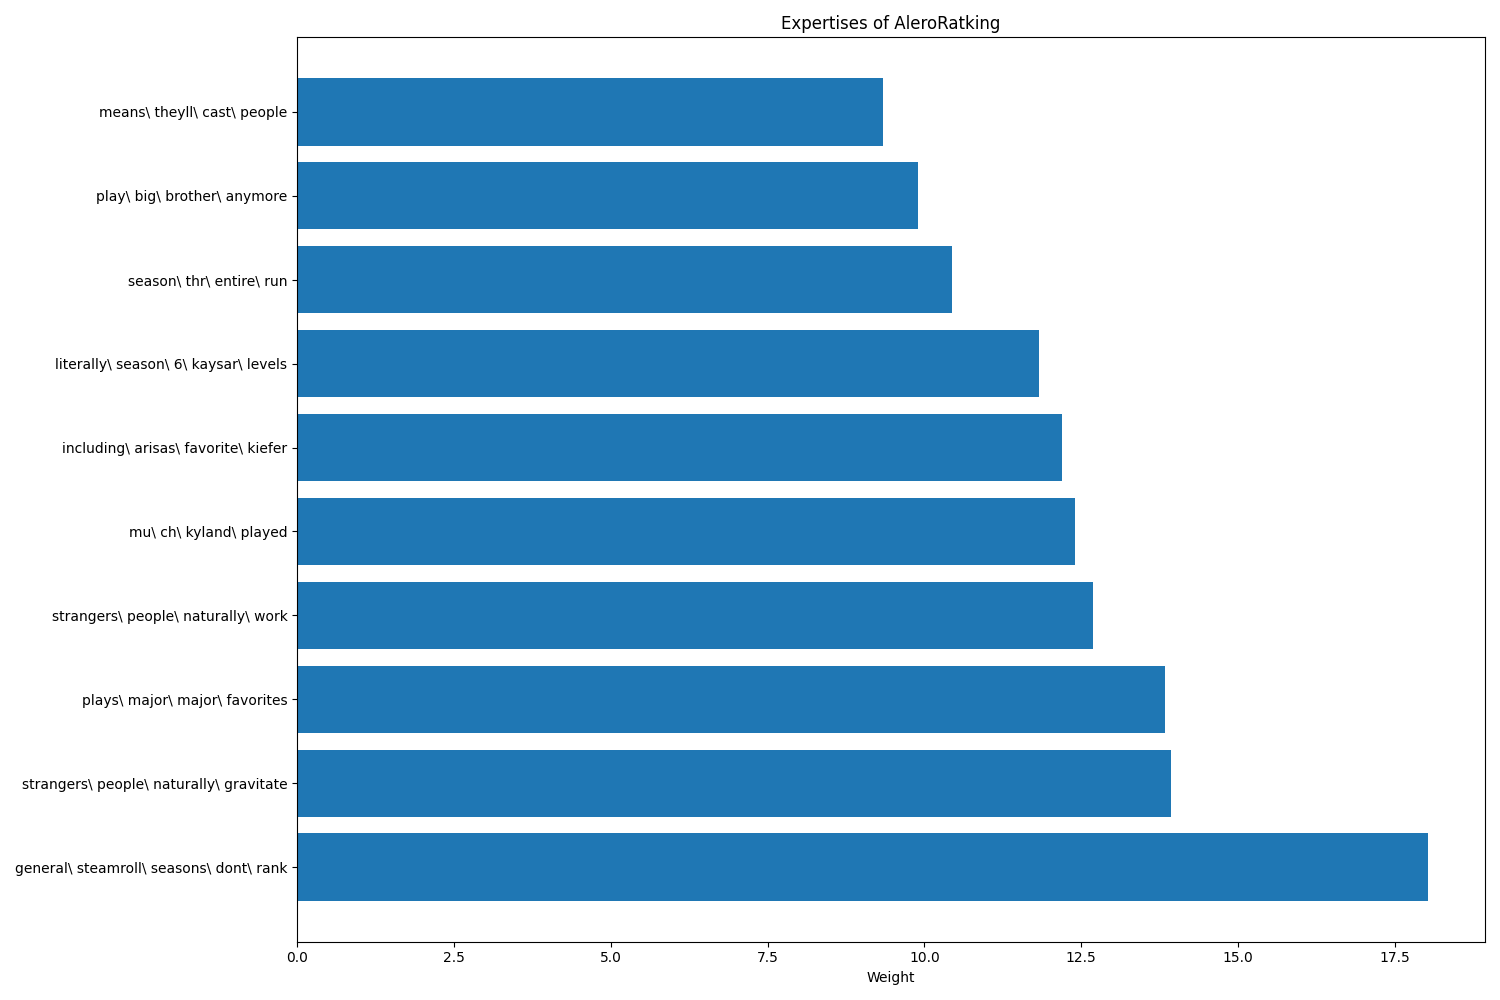 Expertises of AleroRatking
means\ theyll\ cast\ people
play\ big\ brother\ anymore
season\ thr\ entire\ run
literally\ season\ 6\ kaysar\ levels
including\ arisas\ favorite\ kiefer
mu\ ch\ kyland\ played
strangers\ people\ naturally\ work
plays\ major\ major\ favorites
strangers\ people\ naturally\ gravitate
general\ steamroll\ seasons\ dont\ rank
0.0 2.5 5.0 7.5 10.0 12.5 15.0 17.5
Weight